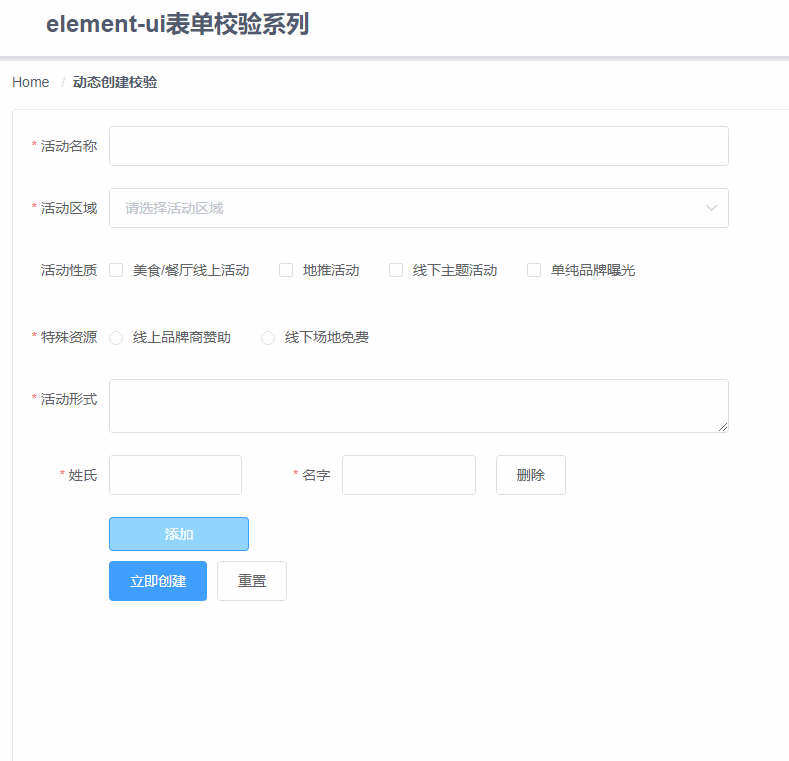 element-ui表单校验系列
Home / 动态创建校验
* 活动名称
* 活动区域 请选择活动区域
活动性质 美食/餐厅线上活动 地推活动 线下主题活动 单纯品牌曝光
* 特殊资源 线上品牌商赞助 线下场地免费
* 活动形式
* 姓氏 * 名字 删除
添加
立即创建 重置